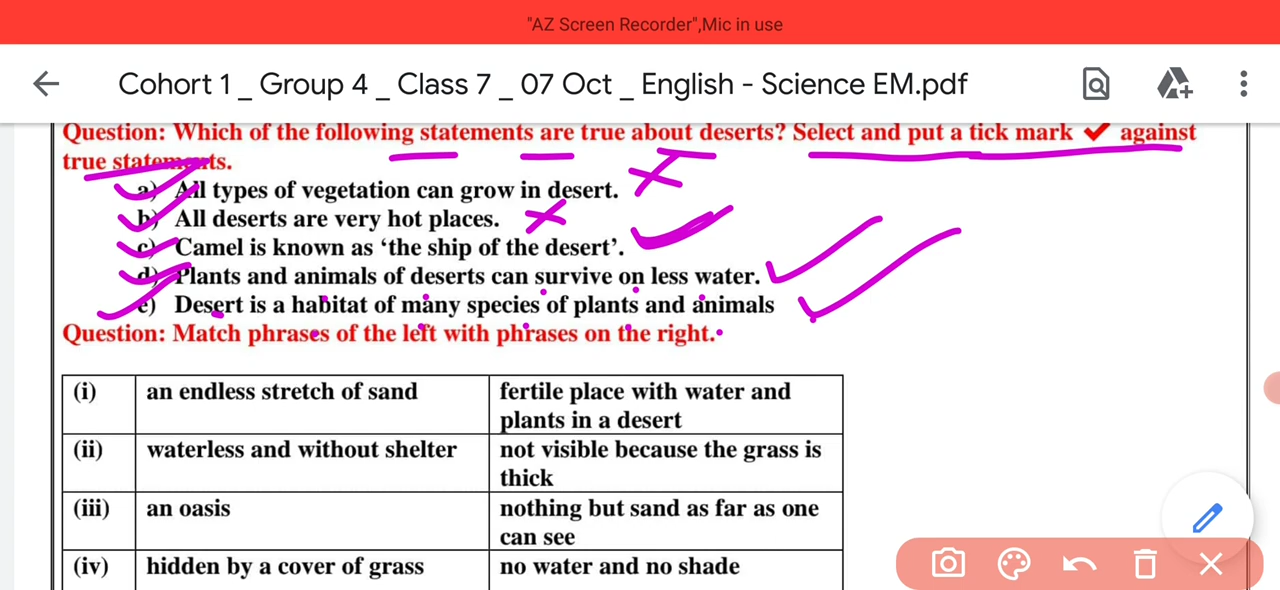 "AZ Screen Recorder",Mic in use
Cohort 1 _ Group 4 _ Class 7 _ 07 Oct _ English - Science EM.pdf
Question: Which of the following statements are true about deserts? Select and put a tick mark ✔ against
true statements.
a) All types of vegetation can grow in desert.
b) All deserts are very hot places.
c) Camel is known as ‘the ship of the desert’.
d) Plants and animals of deserts can survive on less water.
e) Desert is a habitat of many species of plants and animals
Question: Match phrases of the left with phrases on the right.
(i) an endless stretch of sand fertile place with water and
plants in a desert
(ii) waterless and without shelter not visible because the grass is
thick
(iii) an oasis nothing but sand as far as one
can see
(iv) hidden by a cover of grass no water and no shade